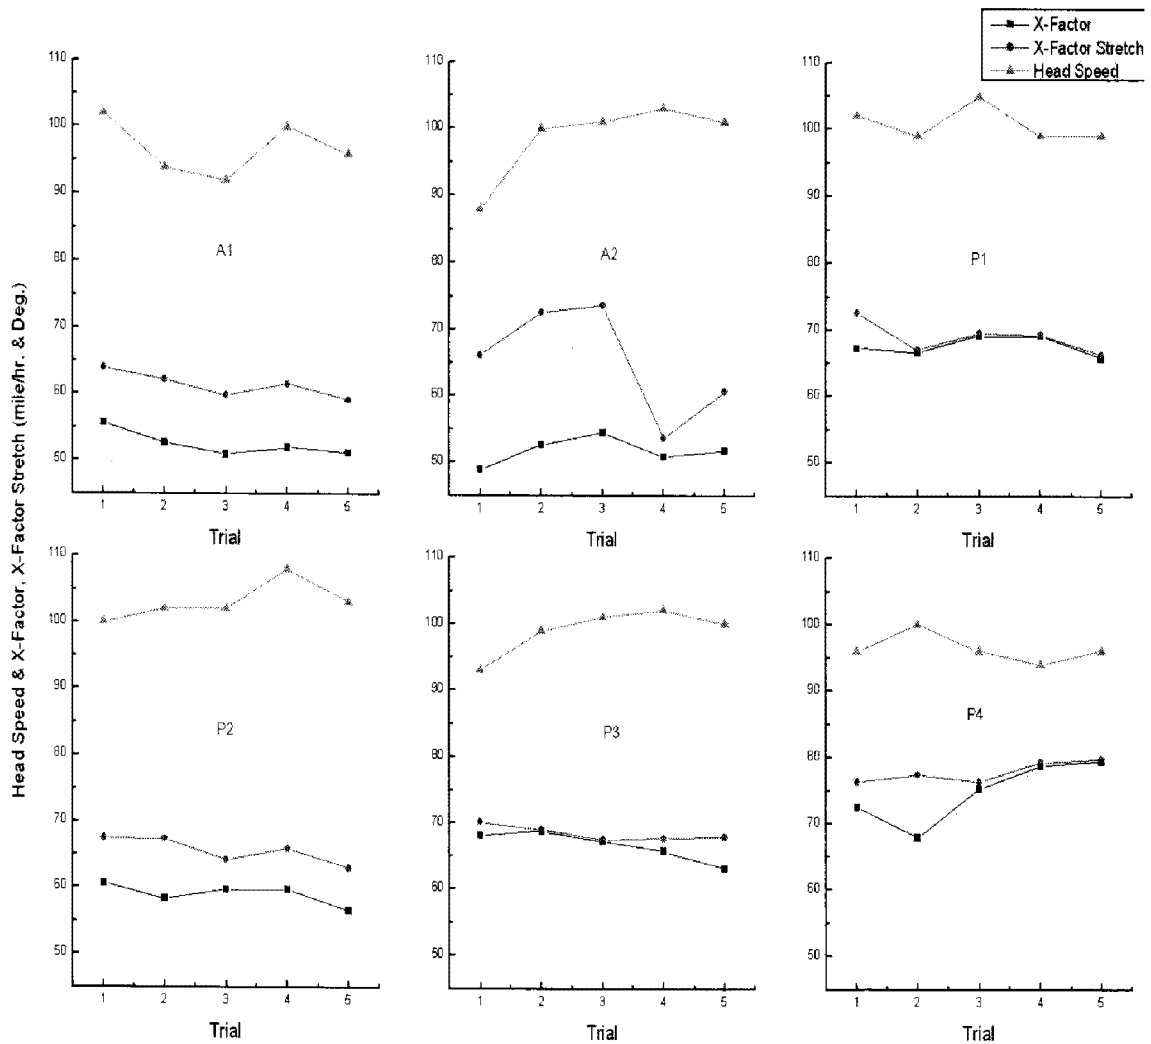 X-Factor
X-Factor Stretch
Head Speed
Head Speed & X-Factor, X-Factor Stretch (mile/hr. & Deg.)
110
100
90
80
70
60
50
A1
1 2 3 4 5
Trial
110
100
90
80
70
60
50
A2
1 2 3 4 5
Trial
110
100
90
80
70
60
50
P1
1 2 3 4 5
Trial
110
100
90
80
70
60
50
P2
1 2 3 4 5
Trial
110
100
90
80
70
60
50
P3
1 2 3 4 5
Trial
110
100
90
80
70
60
50
P4
1 2 3 4 5
Trial